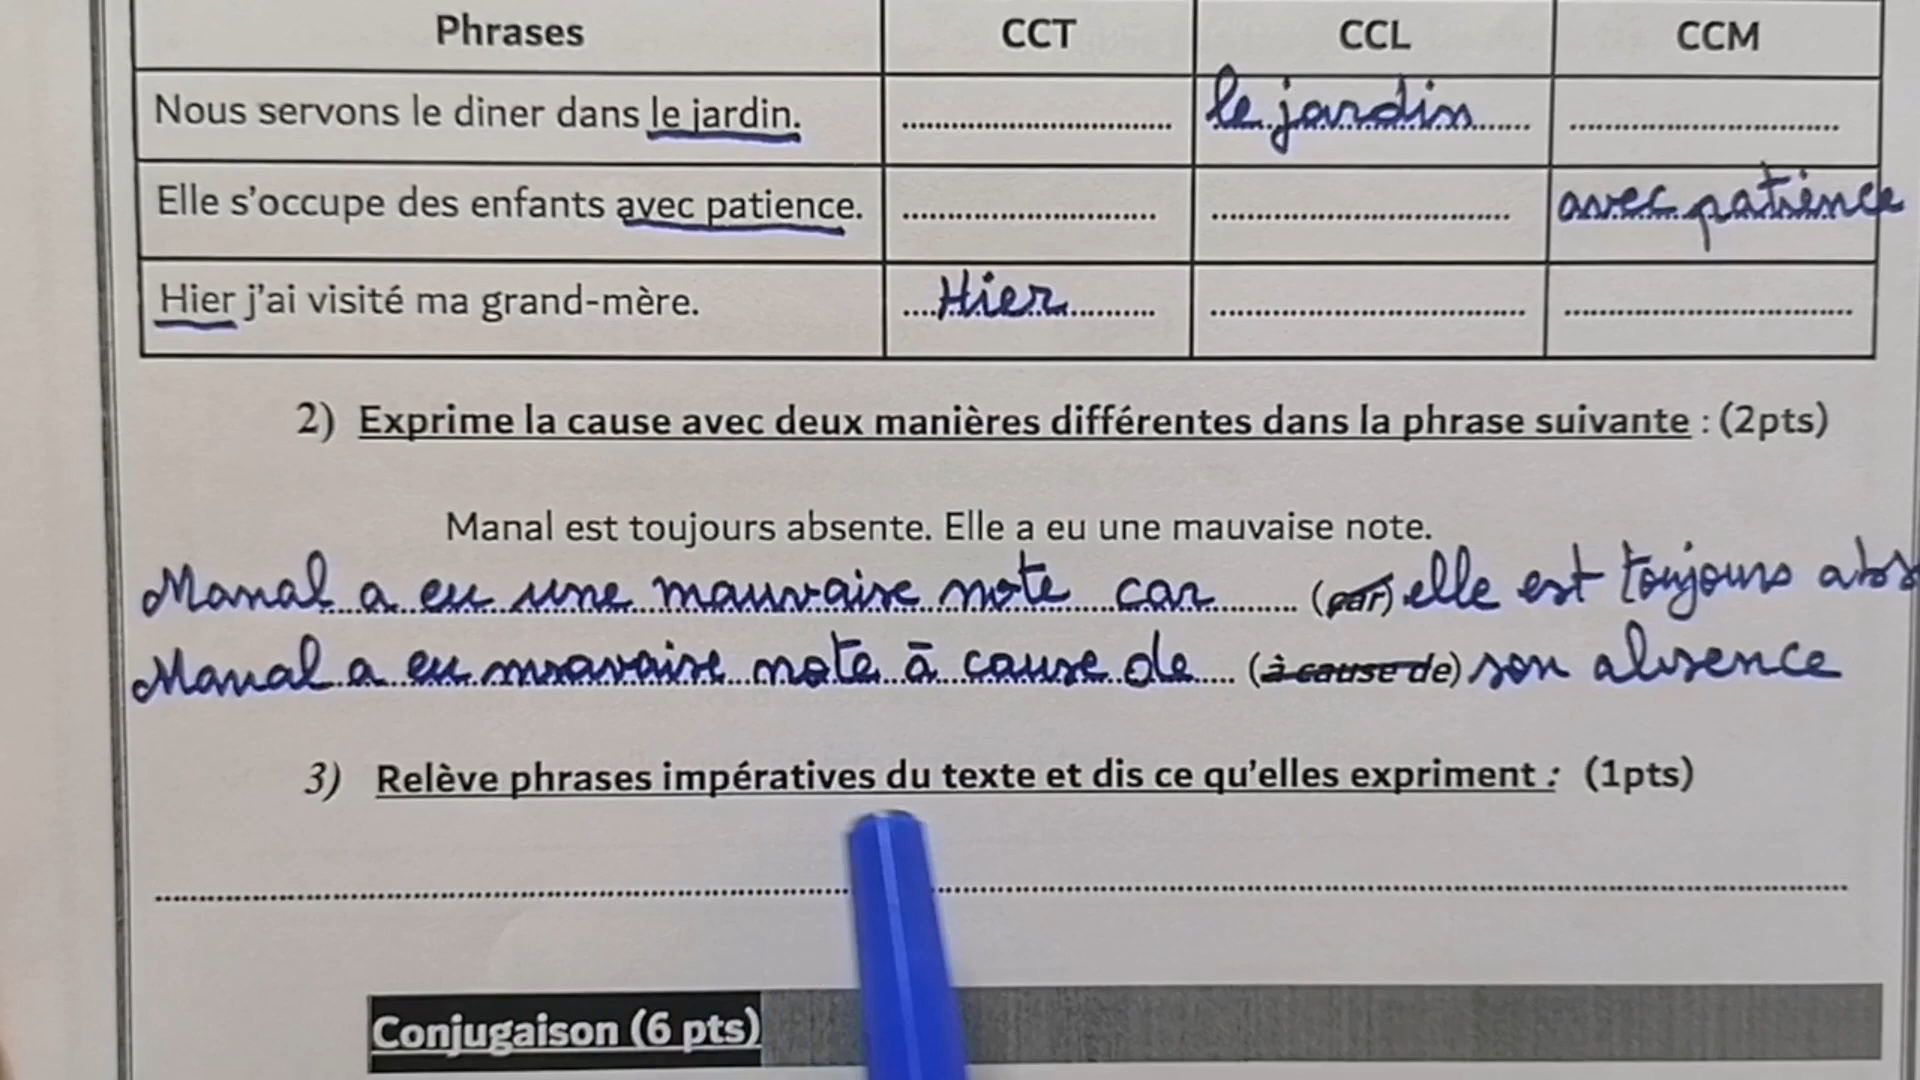 Phrases CCT CCL CCM
Nous servons le diner dans le jardin. .......... le jardin ..........
Elle s'occupe des enfants avec patience. .......... .......... avec patience
Hier j'ai visité ma grand-mère. Hier .......... ..........
2) Exprime la cause avec deux manières différentes dans la phrase suivante : (2pts)
Manal est toujours absente. Elle a eu une mauvaise note.
Manal a eu une mauvaise note car (car) elle est toujours
Manal a eu mauvaise note à cause de (à cause de) son absence
3) Relève phrases impératives du texte et dis ce qu'elles expriment : (1pts)
Conjugaison (6 pts)